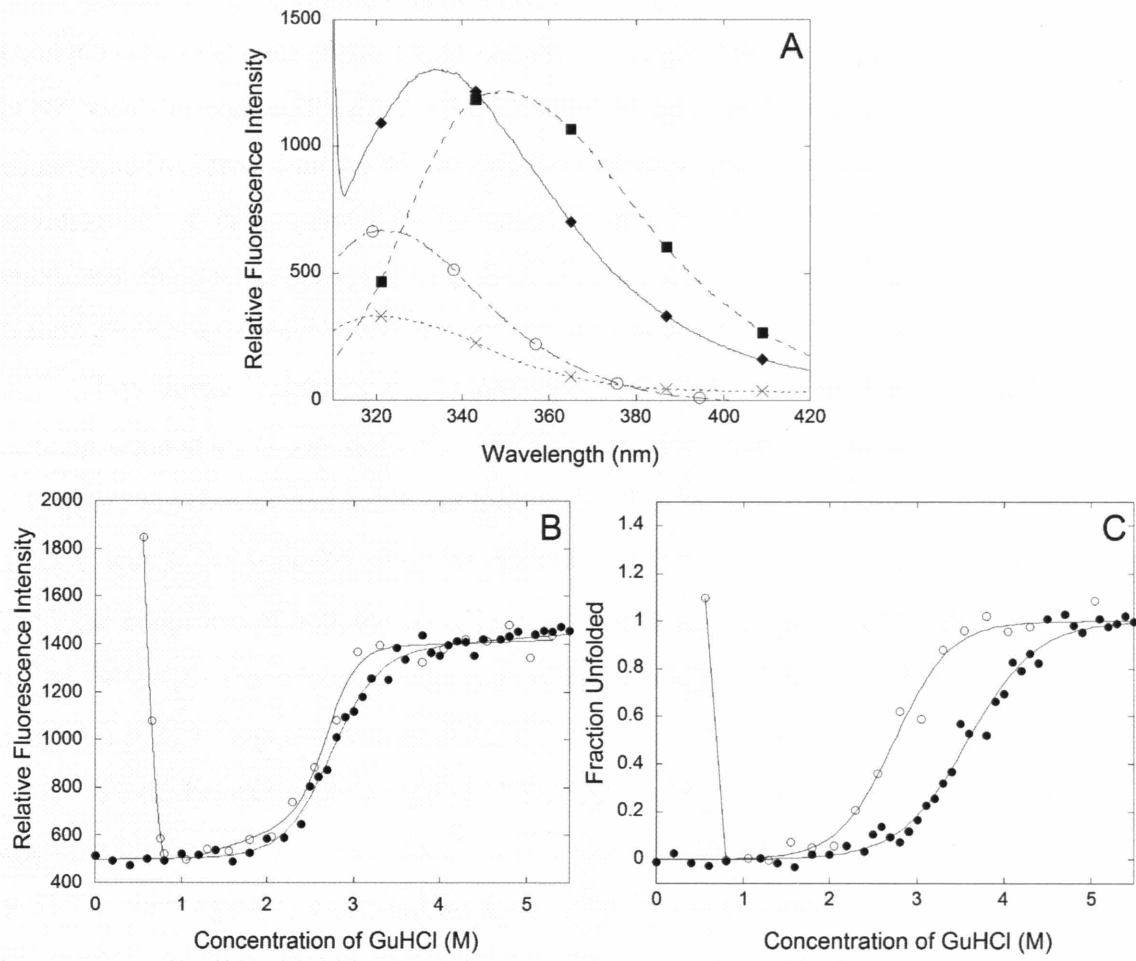 A
1500
1000
500
0
Relative Fluorescence Intensity
320 340 360 380 400 420
Wavelength (nm)
B
2000
1800
1600
1400
1200
1000
800
600
400
Relative Fluorescence Intensity
0 1 2 3 4 5
Concentration of GuHCl (M)
C
1.4
1.2
1
0.8
0.6
0.4
0.2
0
Fraction Unfolded
0 1 2 3 4 5
Concentration of GuHCl (M)